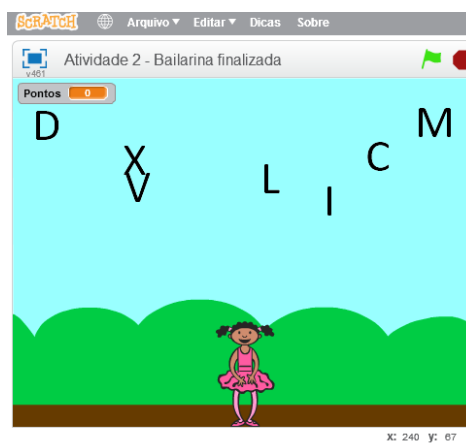 SCRATCH Arquivo Editar Dicas Sobre
v461 Atividade 2 - Bailarina finalizada
Pontos 0
D X V L I C M
x: 240 y: 67